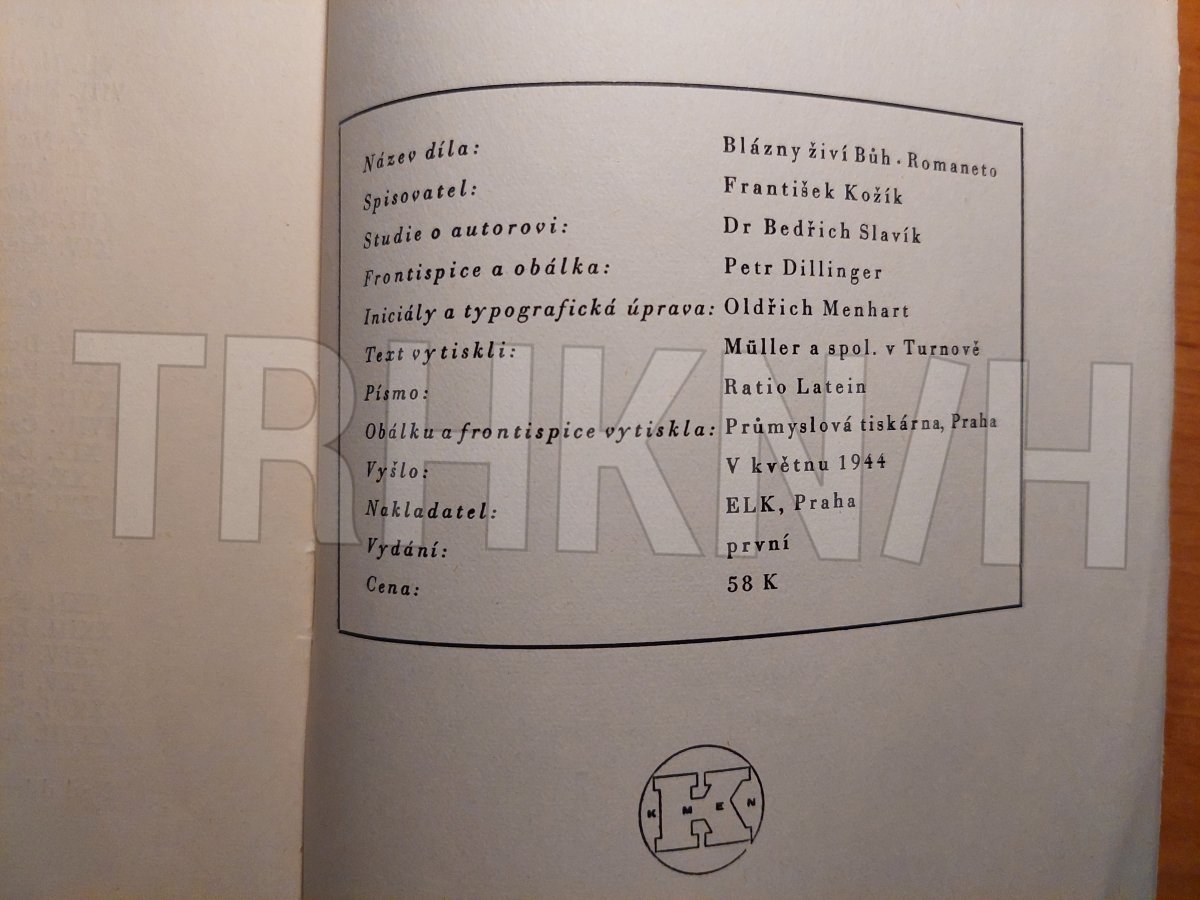 Název díla: Blázny živí Bůh. Romaneto
Spisovatel: František Kožík
Studie o autorovi: Dr Bedřich Slavík
Frontispice a obálka: Petr Dillinger
Iniciály a typografická úprava: Oldřich Menhart
Text vytiskli: Müller a spol. v Turnově
Písmo: Ratio Latein
Obálku a frontispice vytiskla: Průmyslová tiskárna, Praha
Vyšlo: V květnu 1944
Nakladatel: ELK, Praha
Vydání: první
Cena: 58 K
TRHKNIH
K
KMEN